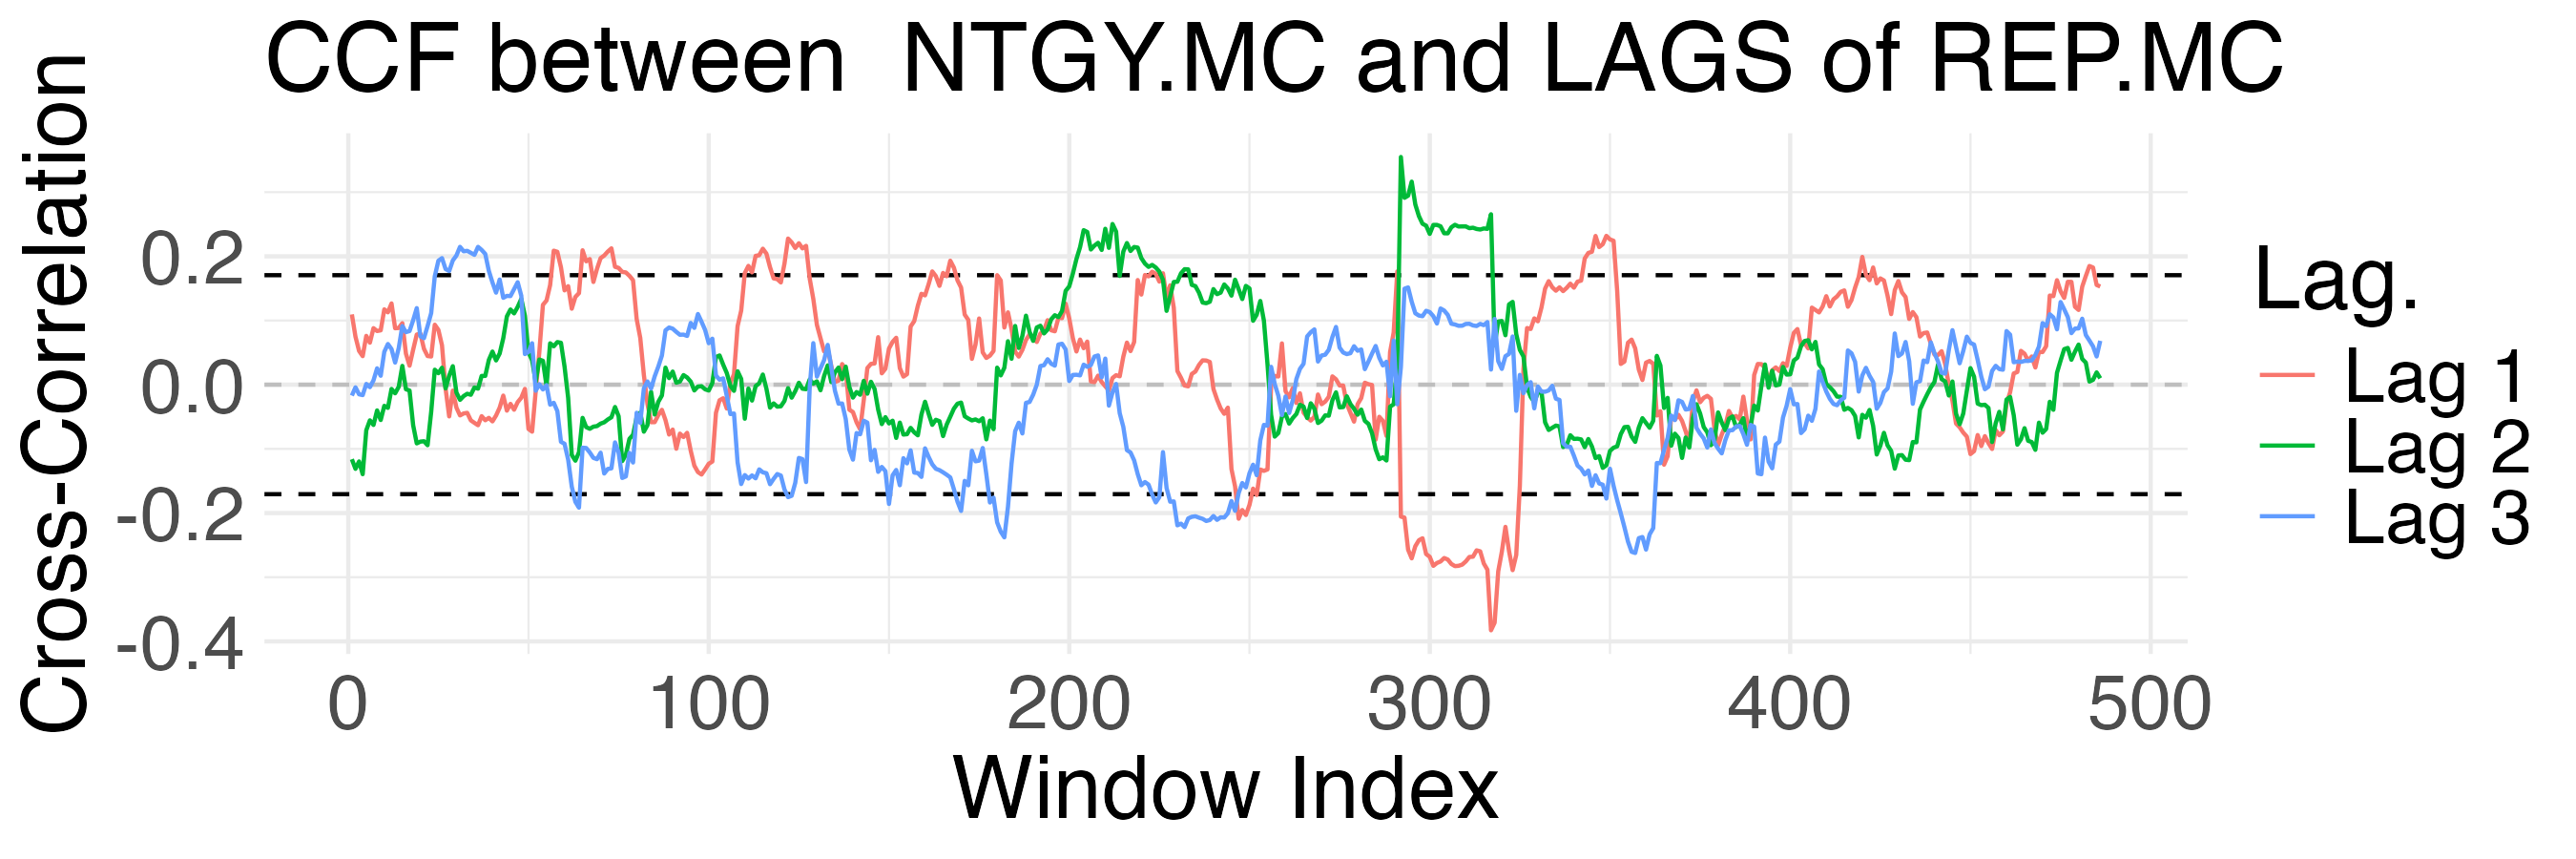 CCF between  NTGY.MC and LAGS of REP.MC
Cross-Correlation
0.2
0.0
-0.2
-0.4
0
100
200
300
400
500
Window Index
Lag.
Lag 1
Lag 2
Lag 3